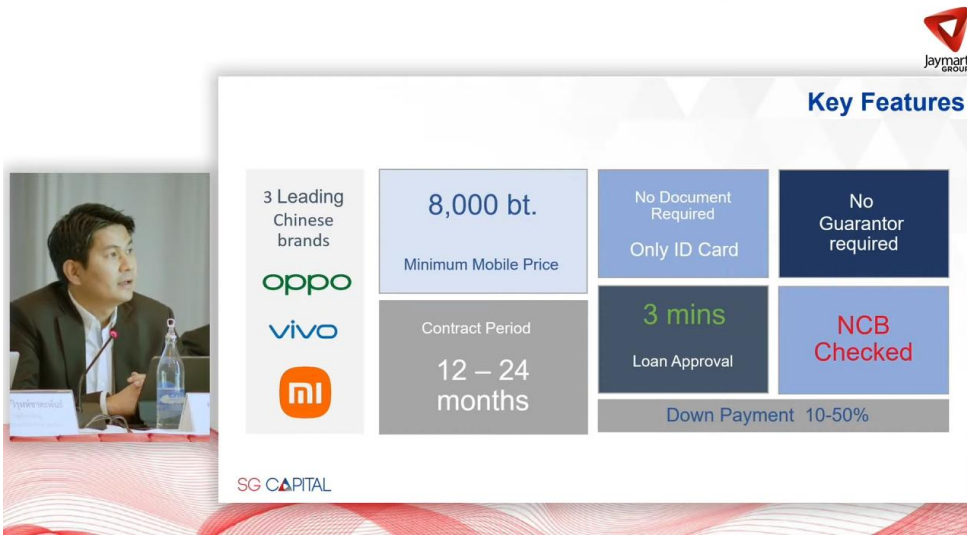 Jaymart
GROUP
Key Features
3 Leading
Chinese
brands
oppo
vivo
mi
8,000 bt.
Minimum Mobile Price
Contract Period
12 – 24
months
No Document
Required
Only ID Card
No
Guarantor
required
3 mins
Loan Approval
NCB
Checked
Down Payment 10-50%
SG CAPITAL